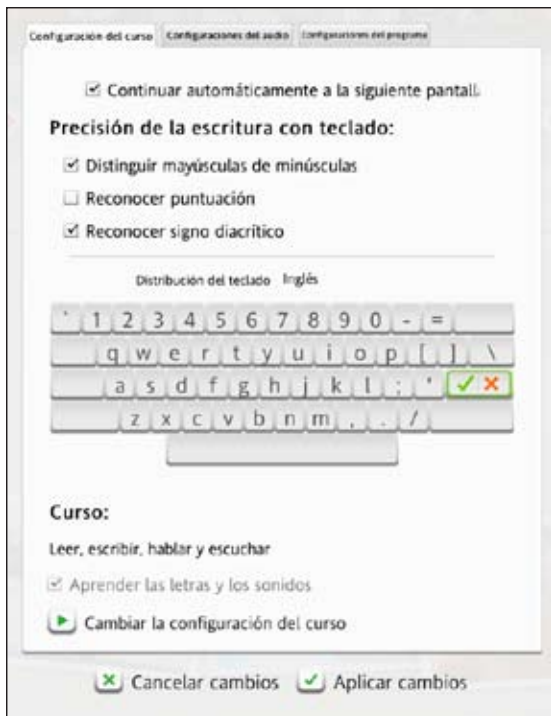 Configuración del curso Configuraciones del audio Configuraciones del programa
Continuar automáticamente a la siguiente pantall
Precisión de la escritura con teclado:
Distinguir mayúsculas de minúsculas
Reconocer puntuación
Reconocer signo diacrítico
Distribución del teclado Inglés
` 1 2 3 4 5 6 7 8 9 0 - =
q w e r t y u i o p [ ] \
a s d f g h j k l ; '
z x c v b n m , . /
Curso:
Leer, escribir, hablar y escuchar
Aprender las letras y los sonidos
Cambiar la configuración del curso
Cancelar cambios Aplicar cambios